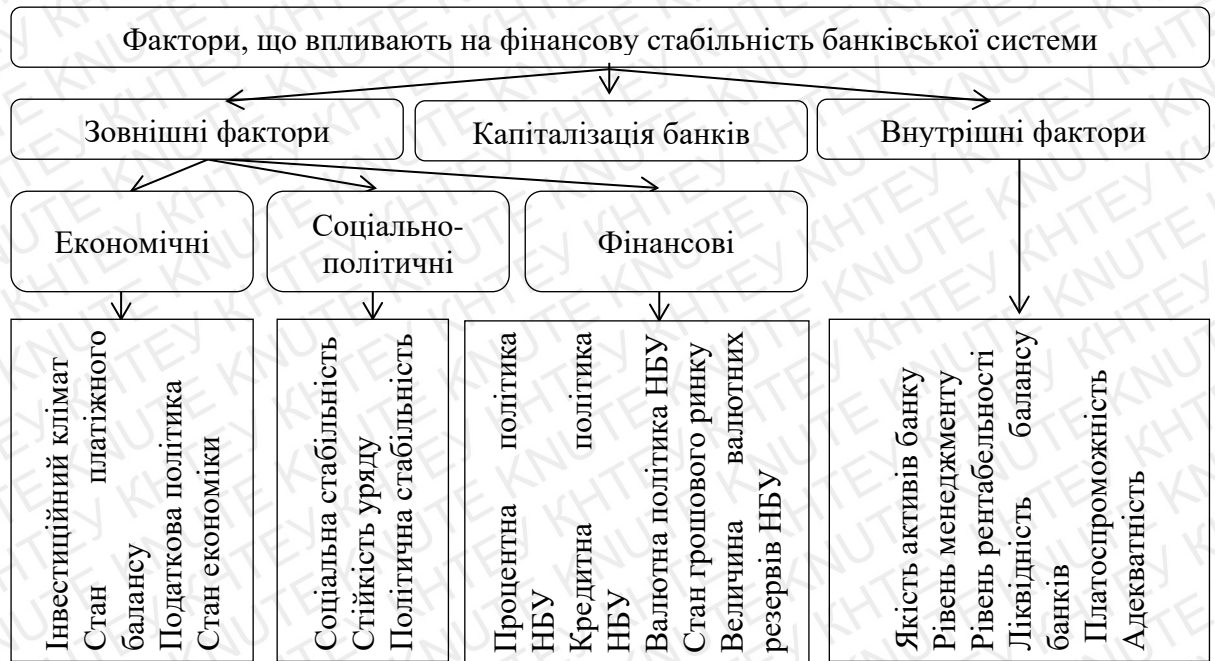 Фактори, що впливають на фінансову стабільність банківської системи
Зовнішні фактори
Капіталізація банків
Внутрішні фактори
Економічні
Соціально-
політичні
Фінансові
Інвестиційний клімат
Стан платіжного
балансу
Податкова політика
Стан економіки
Соціальна стабільність
Стійкість уряду
Політична стабільність
Процентна політика
НБУ
Кредитна політика
НБУ
Валютна політика НБУ
Стан грошового ринку
Величина валютних
резервів НБУ
Якість активів банку
Рівень менеджменту
Рівень рентабельності
Ліквідність балансу
банків
Платоспроможність
Адекватність